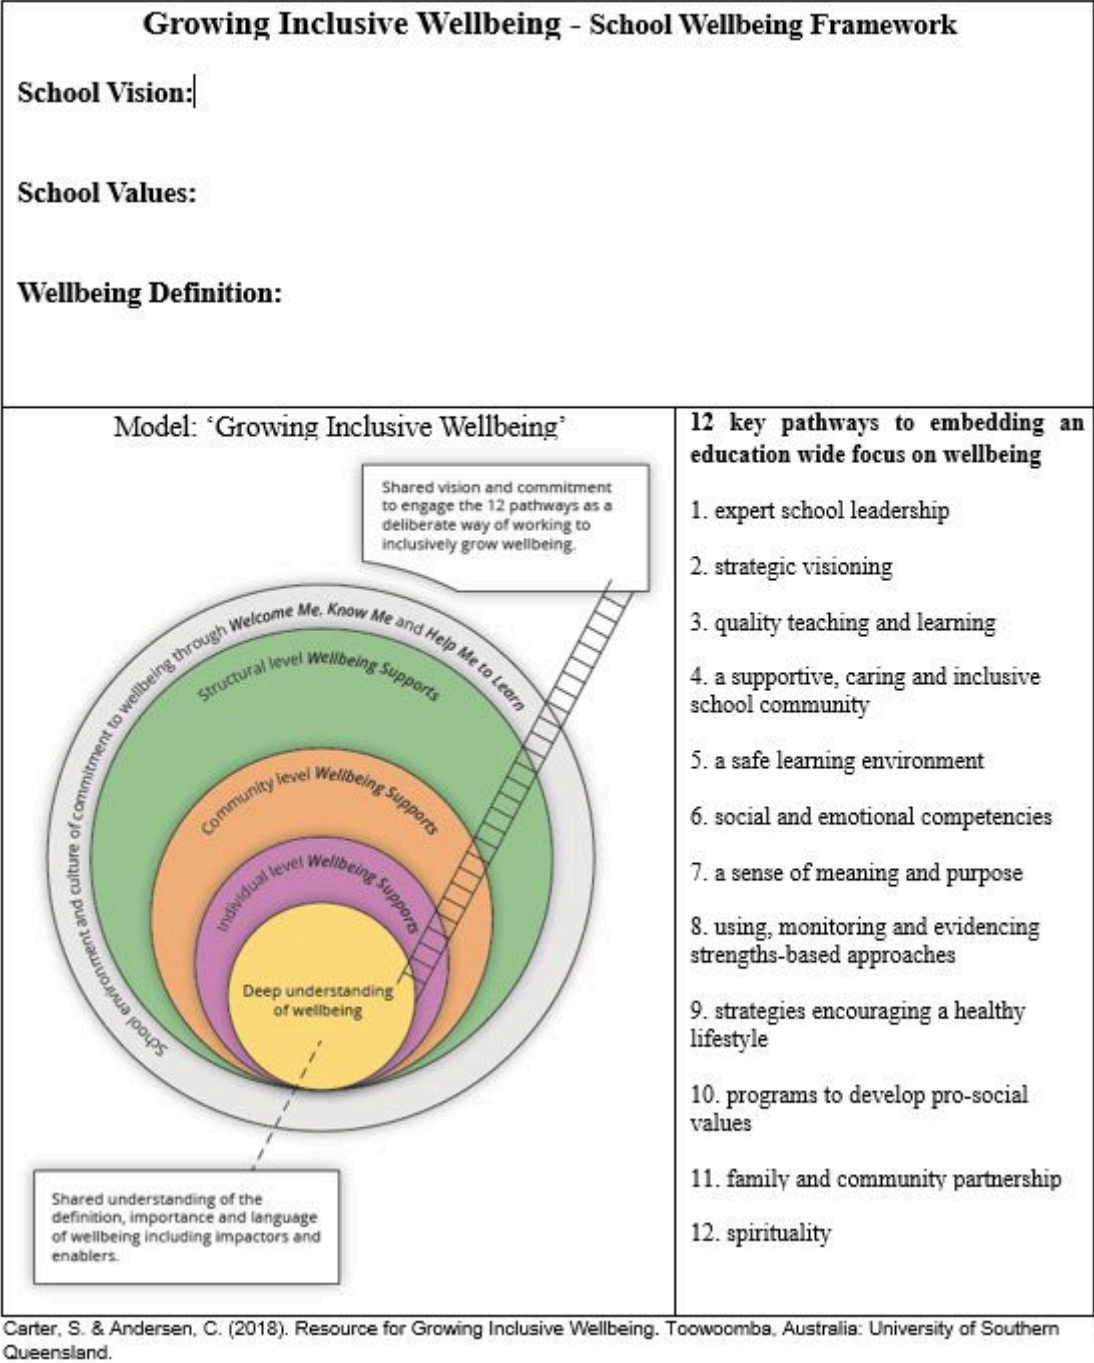 Growing Inclusive Wellbeing - School Wellbeing Framework
School Vision:
School Values:
Wellbeing Definition:
Model: ‘Growing Inclusive Wellbeing’
Shared vision and commitment
to engage the 12 pathways as a
deliberate way of working to
inclusively grow wellbeing.
School environment and culture of commitment to wellbeing through Welcome Me, Know Me and Help Me to Learn
Structural level Wellbeing Supports
Community level Wellbeing Supports
Individual level Wellbeing Supports
Deep understanding
of wellbeing
Shared understanding of the
definition, importance and language
of wellbeing including impactors and
enablers.
12 key pathways to embedding an
education wide focus on wellbeing
1. expert school leadership
2. strategic visioning
3. quality teaching and learning
4. a supportive, caring and inclusive
school community
5. a safe learning environment
6. social and emotional competencies
7. a sense of meaning and purpose
8. using, monitoring and evidencing
strengths-based approaches
9. strategies encouraging a healthy
lifestyle
10. programs to develop pro-social
values
11. family and community partnership
12. spirituality
Carter, S. & Andersen, C. (2018). Resource for Growing Inclusive Wellbeing. Toowoomba, Australia: University of Southern
Queensland.